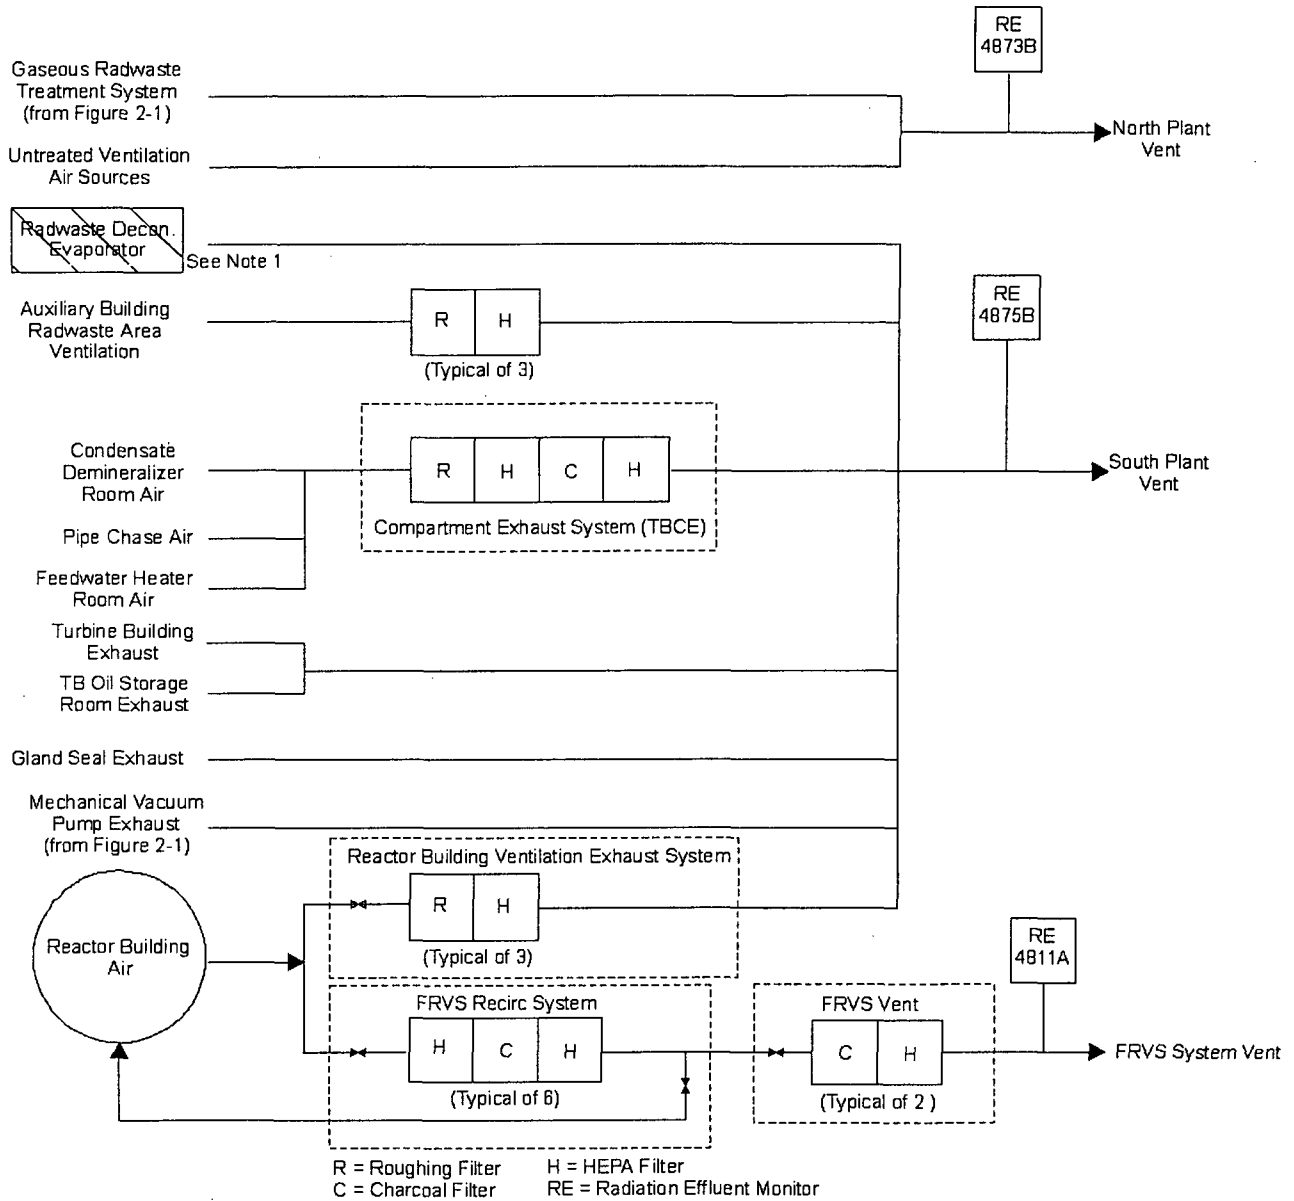 RE
4873B
Gaseous Radwaste
Treatment System
(from Figure 2-1)
North Plant
Vent
Untreated Ventilation
Air Sources
Radwaste Decon.
Evaporator
See Note 1
RE
4875B
Auxiliary Building
Radwaste Area
Ventilation
R H
(Typical of 3)
Condensate
Demineralizer
Room Air
R H C H
South Plant
Vent
Compartment Exhaust System (TBCE)
Pipe Chase Air
Feedwater Heater
Room Air
Turbine Building
Exhaust
TB Oil Storage
Room Exhaust
Gland Seal Exhaust
Mechanical Vacuum
Pump Exhaust
(from Figure 2-1)
Reactor Building Ventilation Exhaust System
R H
(Typical of 3)
Reactor Building
Air
RE
4811A
FRVS Recirc System
H C H
(Typical of 6)
FRVS Vent
C H
(Typical of 2 )
FRVS System Vent
R = Roughing Filter H = HEPA Filter
C = Charcoal Filter RE = Radiation Effluent Monitor